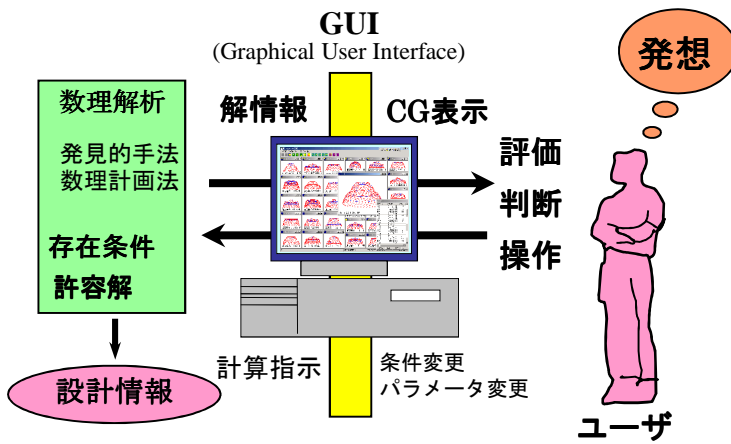 GUI
(Graphical User Interface)
発想
数理解析
発見的手法
数理計画法
存在条件
許容解
設計情報
解情報
CG表示
評価
判断
操作
計算指示
条件変更
パラメータ変更
ユーザ